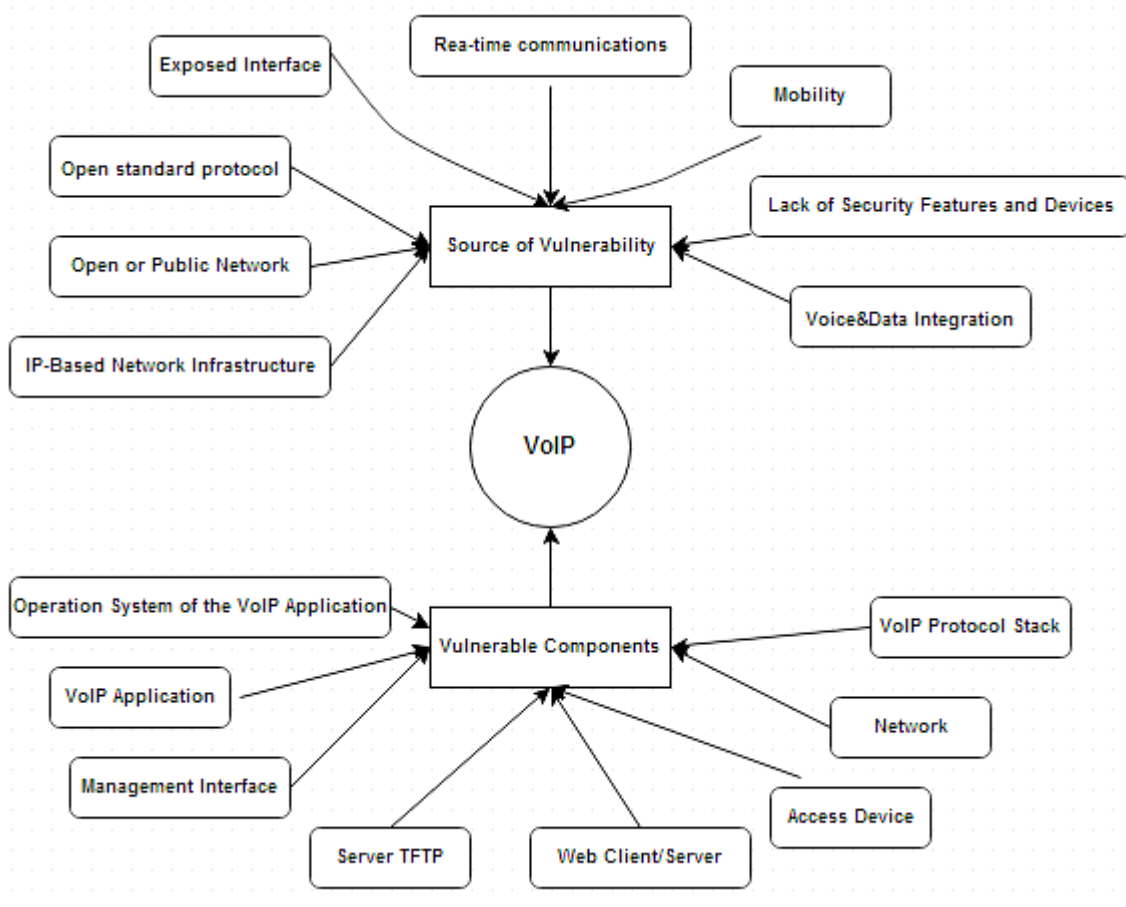 Rea-time communications
Exposed Interface
Mobility
Open standard protocol
Lack of Security Features and Devices
Source of Vulnerability
Open or Public Network
Voice&Data Integration
IP-Based Network Infrastructure
VoIP
Operation System of the VoIP Application
VoIP Protocol Stack
Vulnerable Components
VoIP Application
Network
Management Interface
Access Device
Server TFTP
Web Client/Server